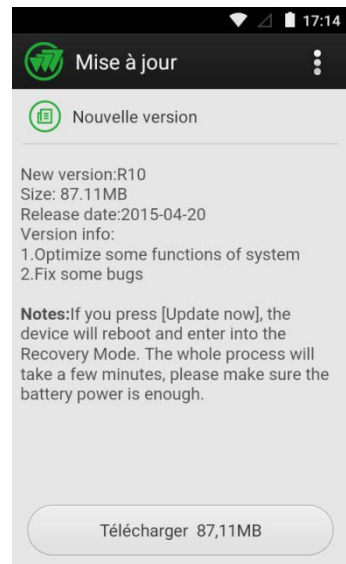 17:14
Mise à jour
Nouvelle version
New version:R10
Size: 87.11MB
Release date:2015-04-20
Version info:
1.Optimize some functions of system
2.Fix some bugs
Notes:If you press [Update now], the
device will reboot and enter into the
Recovery Mode. The whole process will
take a few minutes, please make sure the
battery power is enough.
Télécharger 87,11MB